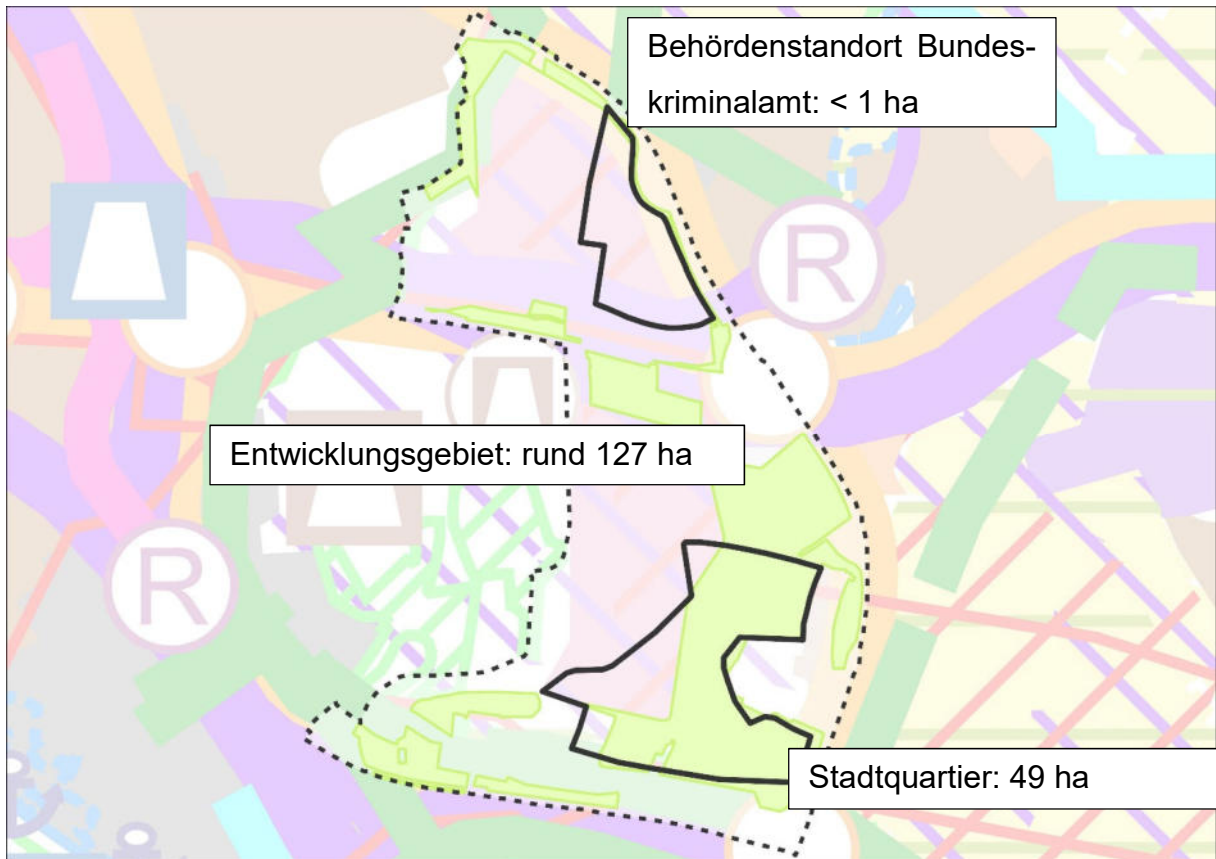 Behördenstandort Bundes-
kriminalamt: < 1 ha
R
Entwicklungsgebiet: rund 127 ha
R
Stadtquartier: 49 ha